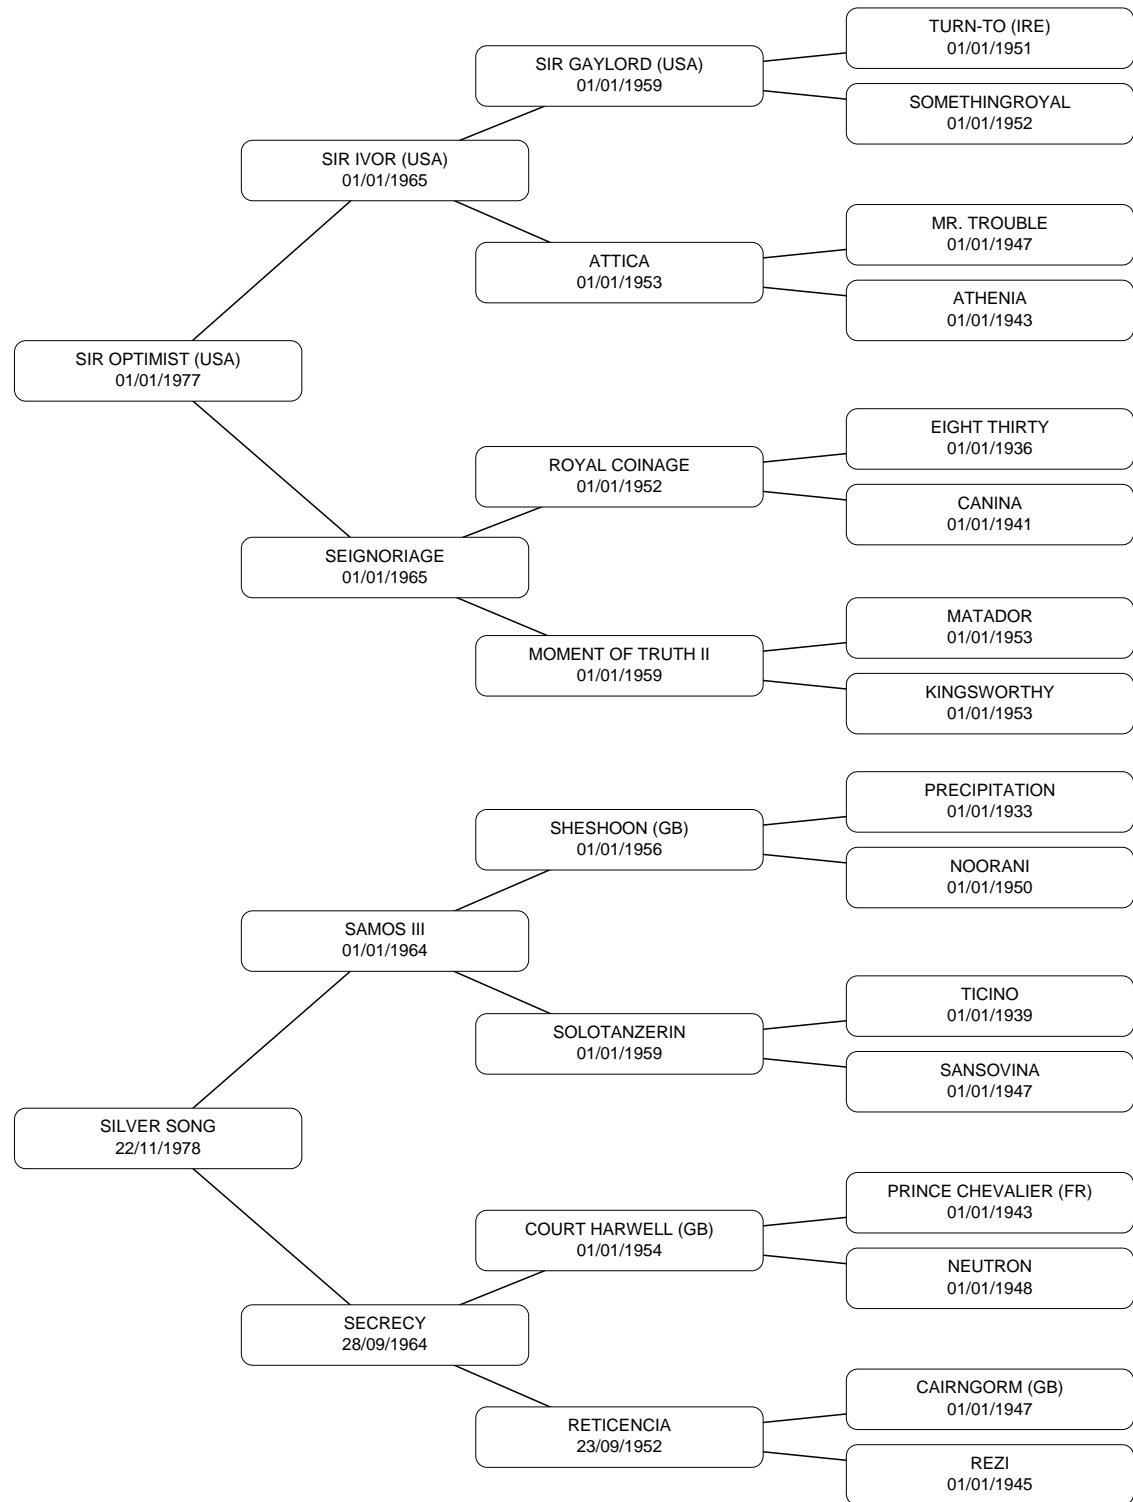 TURN-TO (IRE)
01/01/1951
SIR GAYLORD (USA)
01/01/1959
SOMETHINGROYAL
01/01/1952
SIR IVOR (USA)
01/01/1965
MR. TROUBLE
01/01/1947
ATTICA
01/01/1953
ATHENIA
01/01/1943
SIR OPTIMIST (USA)
01/01/1977
EIGHT THIRTY
01/01/1936
ROYAL COINAGE
01/01/1952
CANINA
01/01/1941
SEIGNORIAGE
01/01/1965
MATADOR
01/01/1953
MOMENT OF TRUTH II
01/01/1959
KINGSWORTHY
01/01/1953
PRECIPITATION
01/01/1933
SHESHOON (GB)
01/01/1956
NOORANI
01/01/1950
SAMOS III
01/01/1964
TICINO
01/01/1939
SOLOTANZERIN
01/01/1959
SANSOVINA
01/01/1947
SILVER SONG
22/11/1978
PRINCE CHEVALIER (FR)
01/01/1943
COURT HARWELL (GB)
01/01/1954
NEUTRON
01/01/1948
SECRECY
28/09/1964
CAIRNGORM (GB)
01/01/1947
RETICENCIA
23/09/1952
REZI
01/01/1945